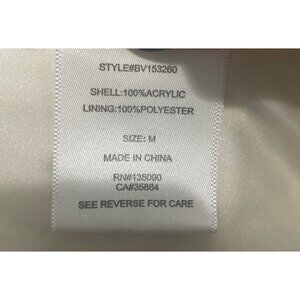 STYLE#BV153260
SHELL:100%ACRYLIC
LINING:100%POLYESTER
SIZE: M
MADE IN CHINA
RN#135090
CA#35884
SEE REVERSE FOR CARE